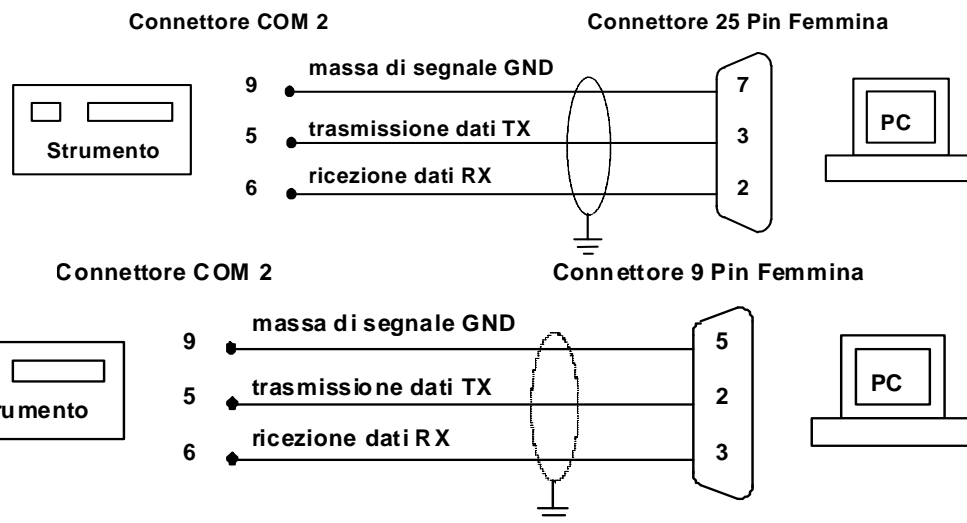 Connettore COM 2 Connettore 25 Pin Femmina
9 massa di segnale GND 7
5 trasmissione dati TX 3
6 ricezione dati RX 2
Strumento
PC
Connettore COM 2 Connettore 9 Pin Femmina
9 massa di segnale GND 5
5 trasmissione dati TX 2
6 ricezione dati RX 3
rumento
PC